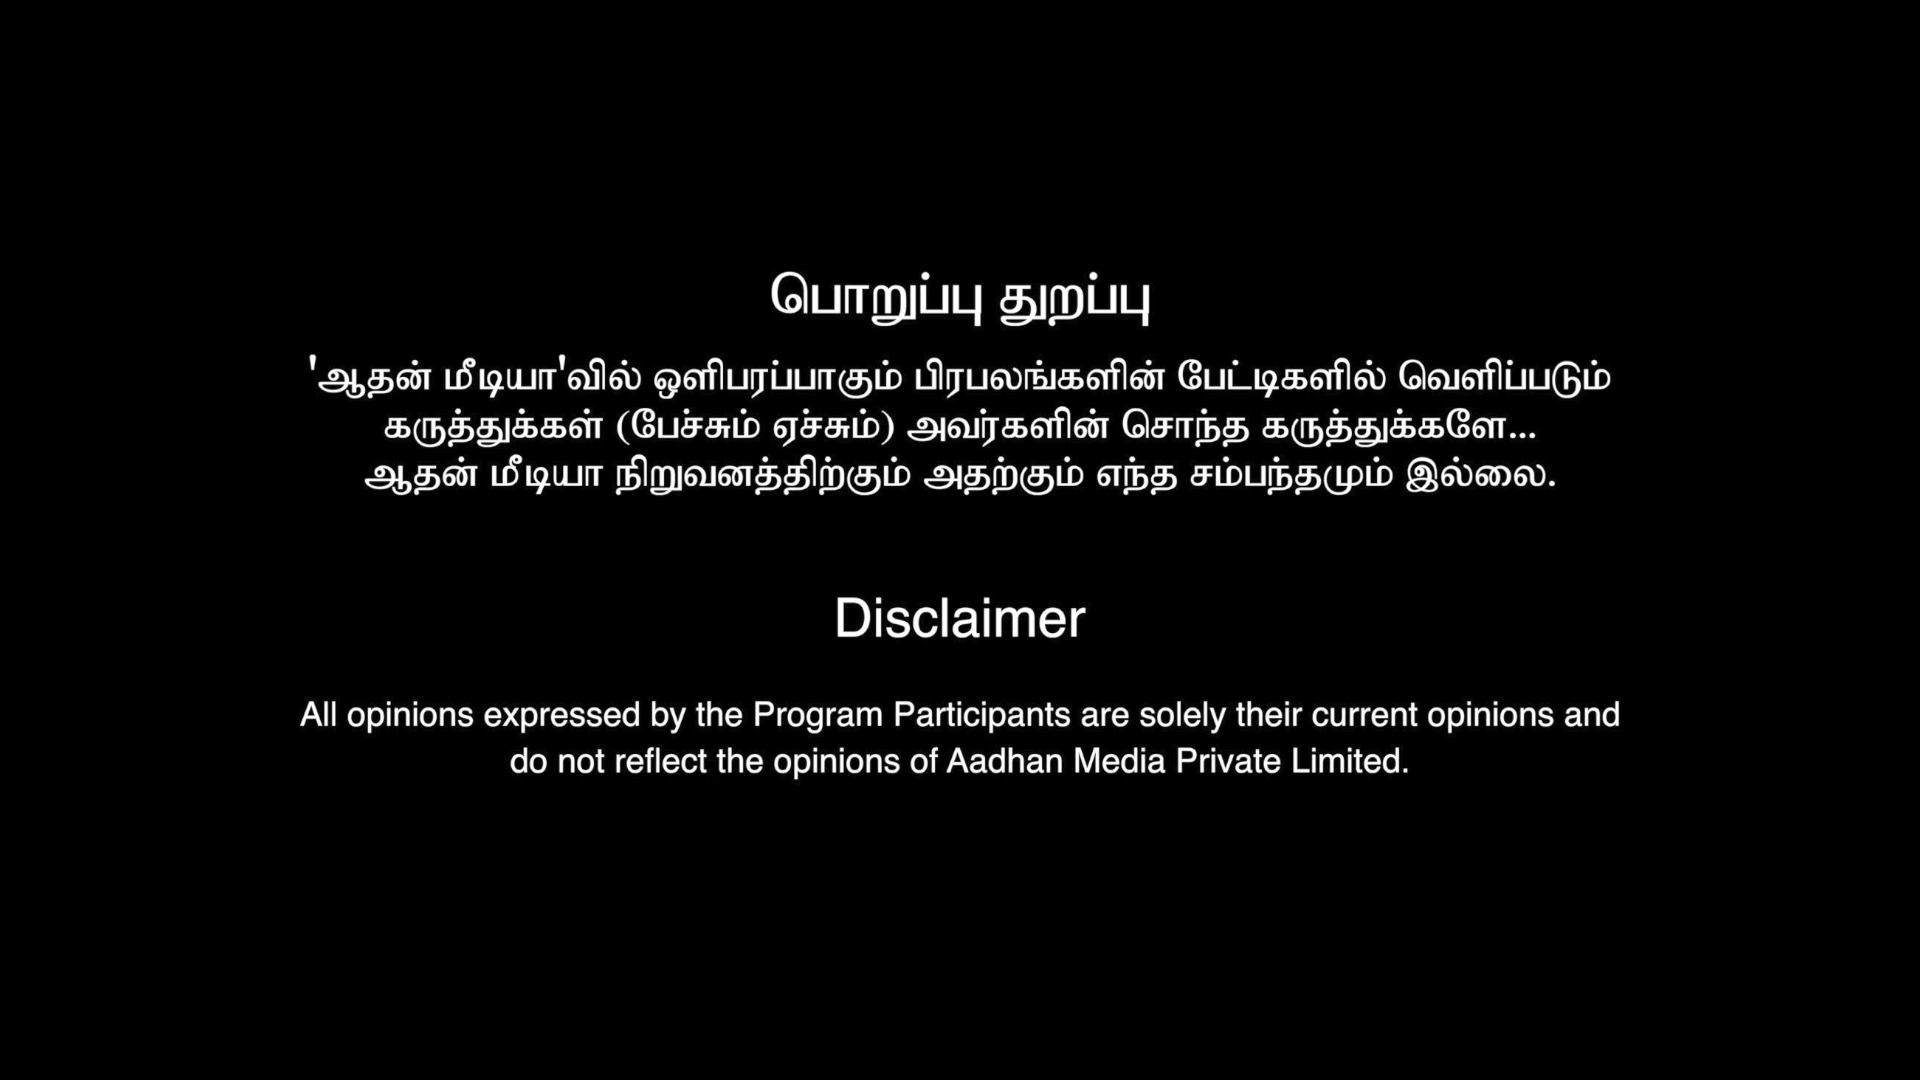 பொறுப்பு துறப்பு
'ஆதன் மீடியா'வில் ஒளிபரப்பாகும் பிரபலங்களின் பேட்டிகளில் வெளிப்படும்
கருத்துக்கள் (பேச்சும் ஏச்சும்) அவர்களின் சொந்த கருத்துக்களே...
ஆதன் மீடியா நிறுவனத்திற்கும் அதற்கும் எந்த சம்பந்தமும் இல்லை.
Disclaimer
All opinions expressed by the Program Participants are solely their current opinions and
do not reflect the opinions of Aadhan Media Private Limited.